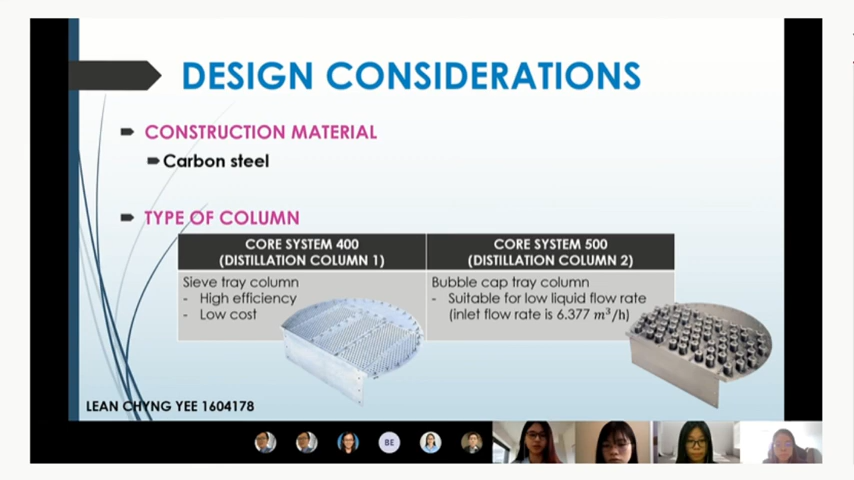 DESIGN CONSIDERATIONS
CONSTRUCTION MATERIAL
Carbon steel
TYPE OF COLUMN
CORE SYSTEM 400
(DISTILLATION COLUMN 1)
CORE SYSTEM 500
(DISTILLATION COLUMN 2)
Sieve tray column
- High efficiency
- Low cost
Bubble cap tray column
- Suitable for low liquid flow rate
(inlet flow rate is 6.377 m³/h)
LEAN CHYNG YEE 1604178
BE